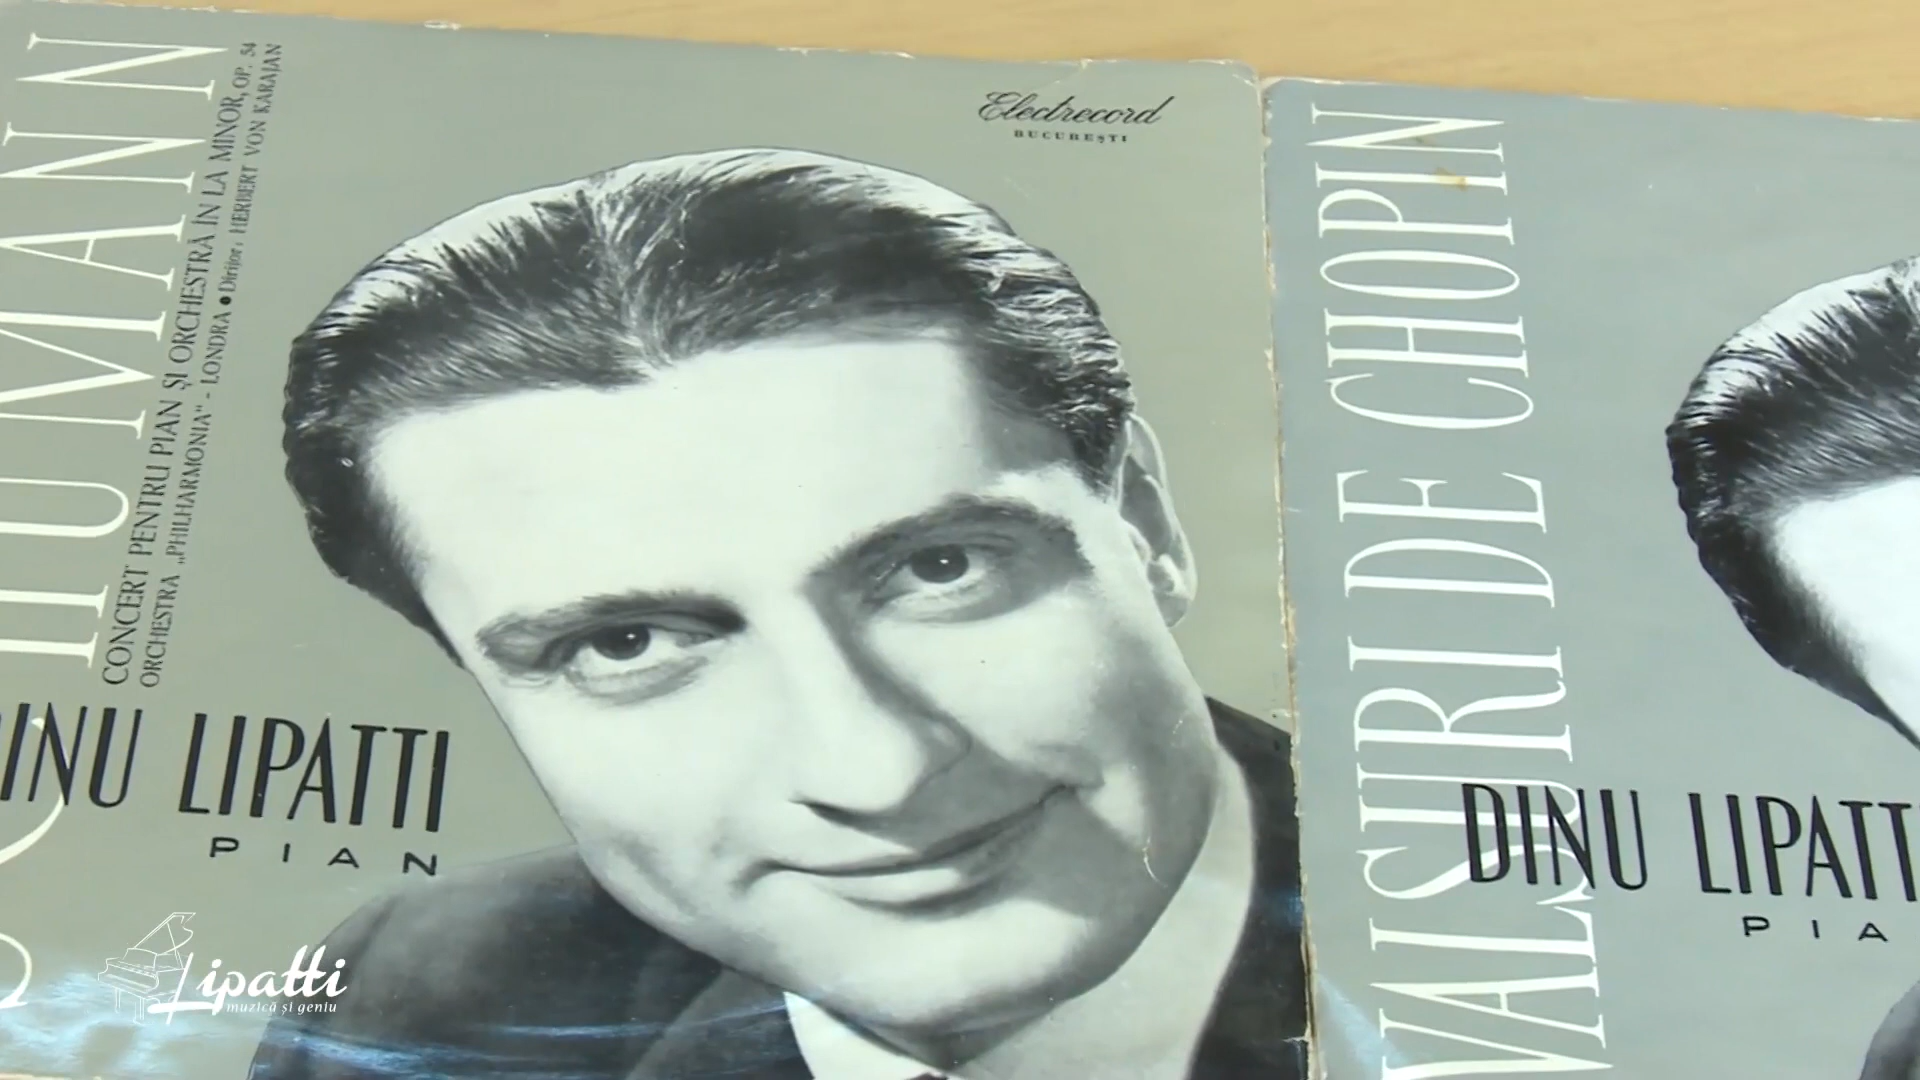 HUMANN
CONCERT PENTRU PIAN ȘI ORCHESTRĂ ÎN LA MINOR, OP. 54
ORCHESTRA „PHILHARMONIA" - LONDRA ● Dirijor: HERBERT VON KARAJAN
DINU LIPATTI
PIAN
Electrecord
BUCUREȘTI
VALSURI DE CHOPIN
DINU LIPATT
PIA
Lipatti
muzică și geniu